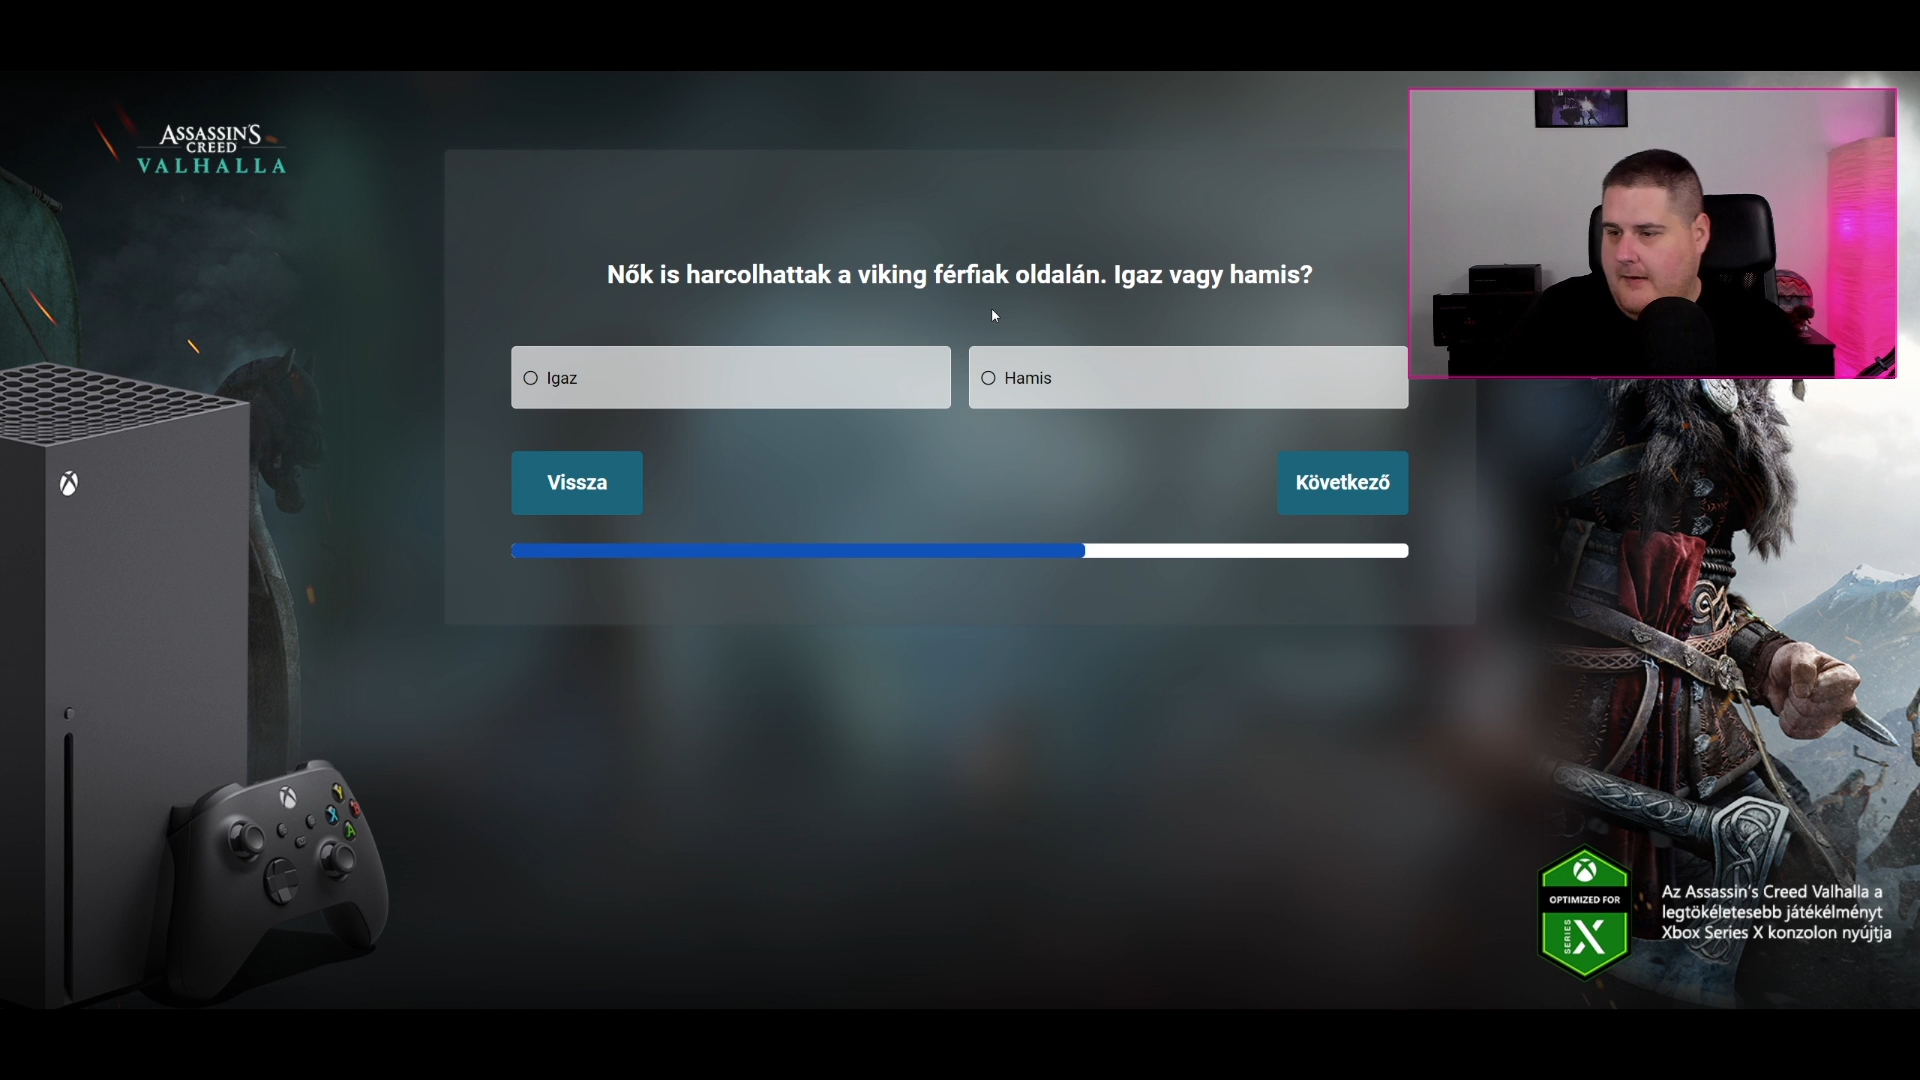 ASSASSIN'S
CREED
VALHALLA
Nők is harcolhattak a viking férfiak oldalán. Igaz vagy hamis?
Igaz
Hamis
Vissza
Következő
Y
B
X
A
OPTIMIZED FOR
SERIES X
Az Assassin's Creed Valhalla a
legtökéletesebb játékélményt
Xbox Series X konzolon nyújtja